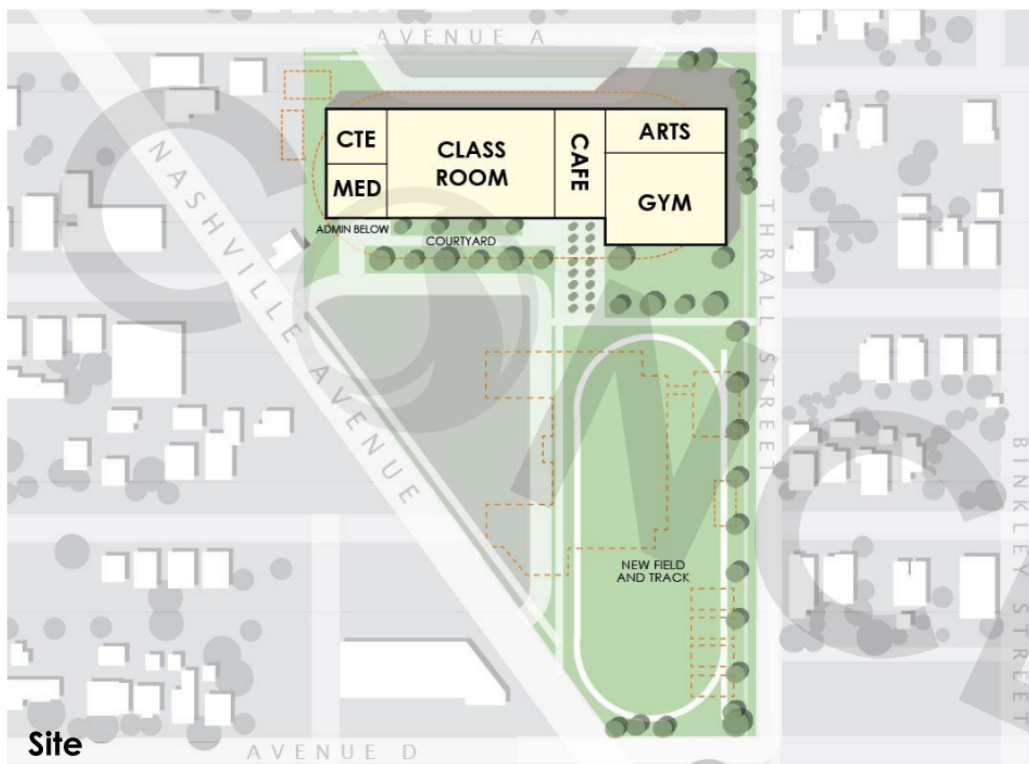 AVENUE A
CTE
CLASS
ROOM
CAFE
ARTS
MED
GYM
ADMIN BELOW
COURTYARD
NASHVILLE AVENUE
THRALL STREET
BINKLEY STREET
NEW FIELD
AND TRACK
Site
AVENUE D